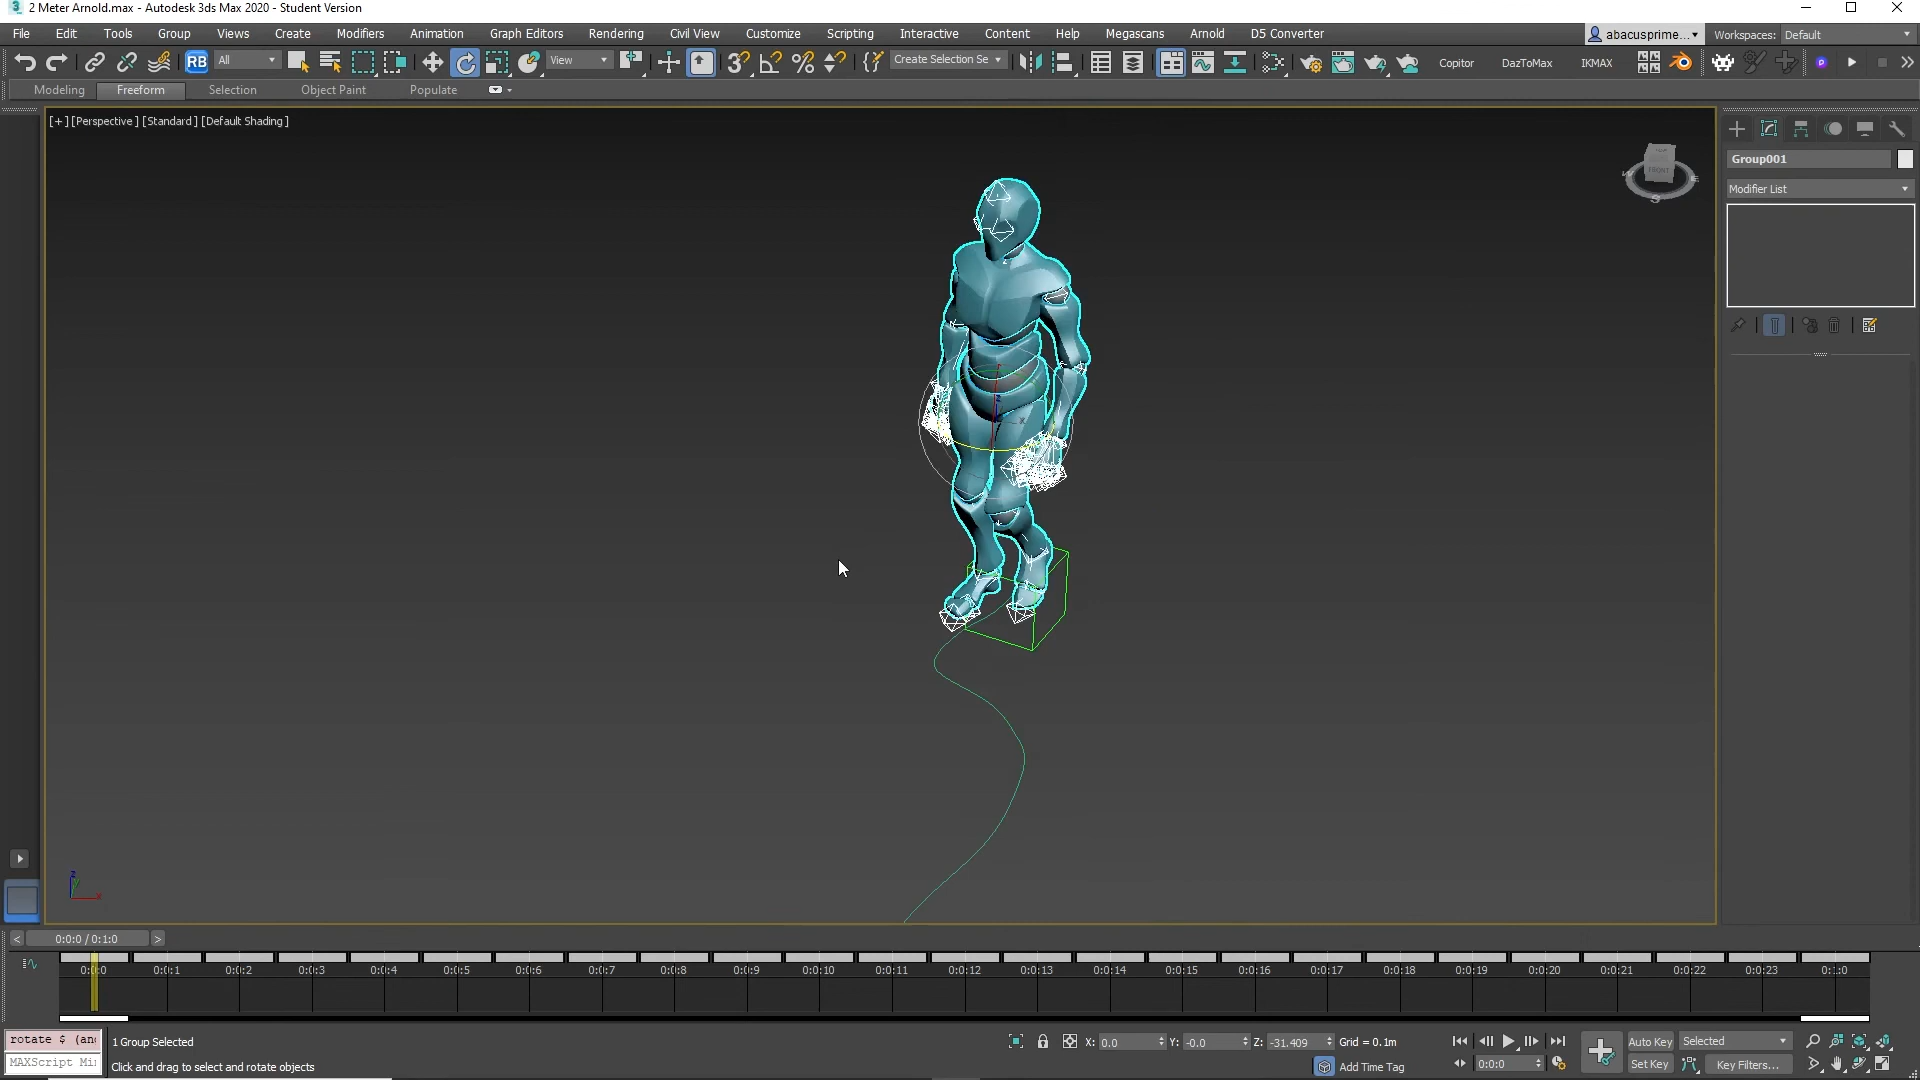 2 Meter Arnold.max - Autodesk 3ds Max 2020 - Student Version
File Edit Tools Group Views Create Modifiers Animation Graph Editors Rendering Civil View Customize Scripting Interactive Content Help Megascans Arnold D5 Converter
abacusprime... Workspaces: Default
RB All View Create Selection Se Copitor DazToMax IKMAX
Modeling Freeform Selection Object Paint Populate
[+] [Perspective] [Standard] [Default Shading]
FRONT
S
E
Group001
Modifier List
z
x
0:0:0 / 0:1:0
0:0:0 0:0:1 0:0:2 0:0:3 0:0:4 0:0:5 0:0:6 0:0:7 0:0:8 0:0:9 0:0:10 0:0:11 0:0:12 0:0:13 0:0:14 0:0:15 0:0:16 0:0:17 0:0:18 0:0:19 0:0:20 0:0:21 0:0:22 0:0:23 0:1:0
rotate $ (an
1 Group Selected
X: 0.0 Y: -0.0 Z: -31.409 Grid = 0.1m
Auto Key Selected
MAXScript Mi
Click and drag to select and rotate objects
Add Time Tag
0:0:0
Set Key Key Filters...